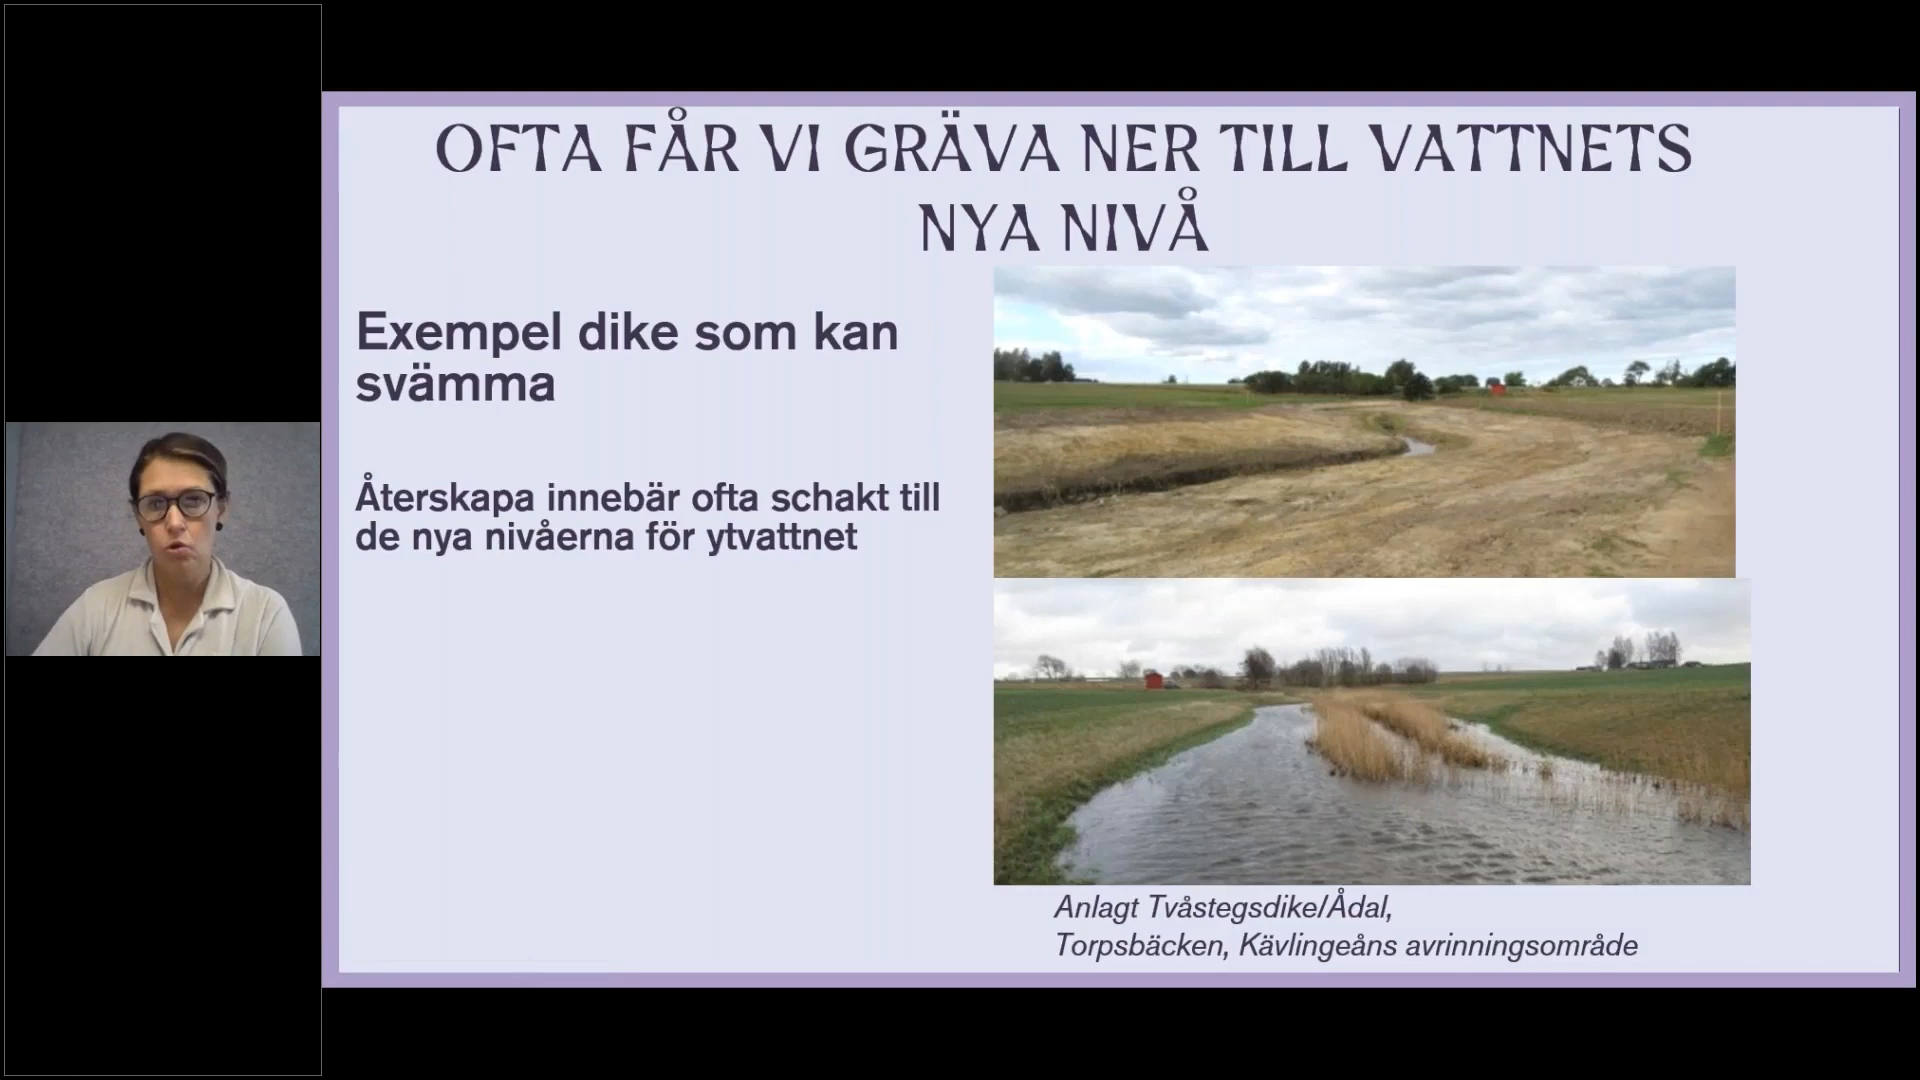 OFTA FÅR VI GRÄVA NER TILL VATTNETS
NYA NIVÅ
Exempel dike som kan
svämma
Återskapa innebär ofta schakt till
de nya nivåerna för ytvattnet
Anlagt Tvåstegsdike/Ådal,
Torpsbäcken, Kävlingeåns avrinningsområde